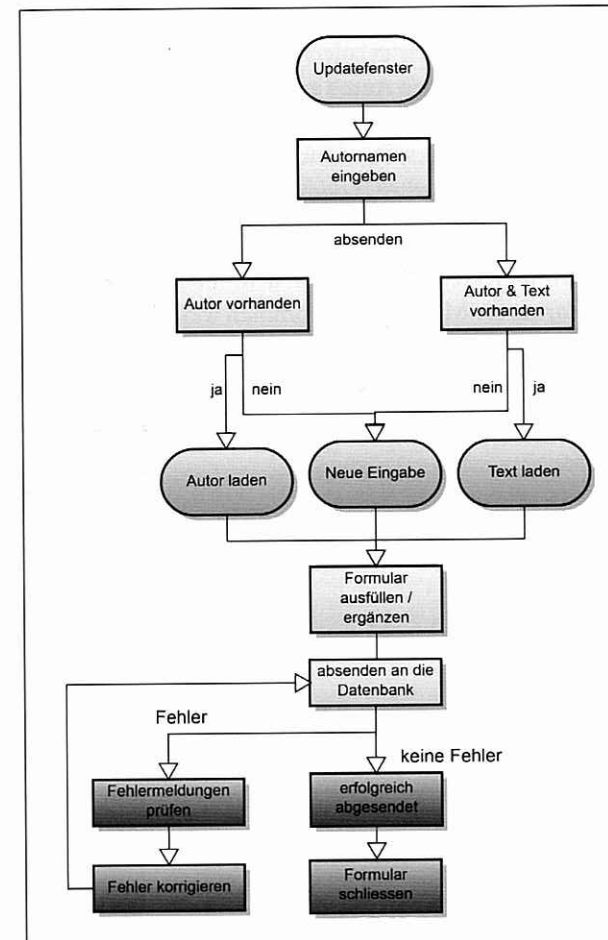 Updatefenster
Autornamen
eingeben
absenden
Autor vorhanden
Autor & Text
vorhanden
ja
nein
nein
ja
Autor laden
Neue Eingabe
Text laden
Formular
ausfüllen /
ergänzen
absenden an die
Datenbank
Fehler
keine Fehler
Fehlermeldungen
prüfen
erfolgreich
abgesendet
Fehler korrigieren
Formular
schliessen